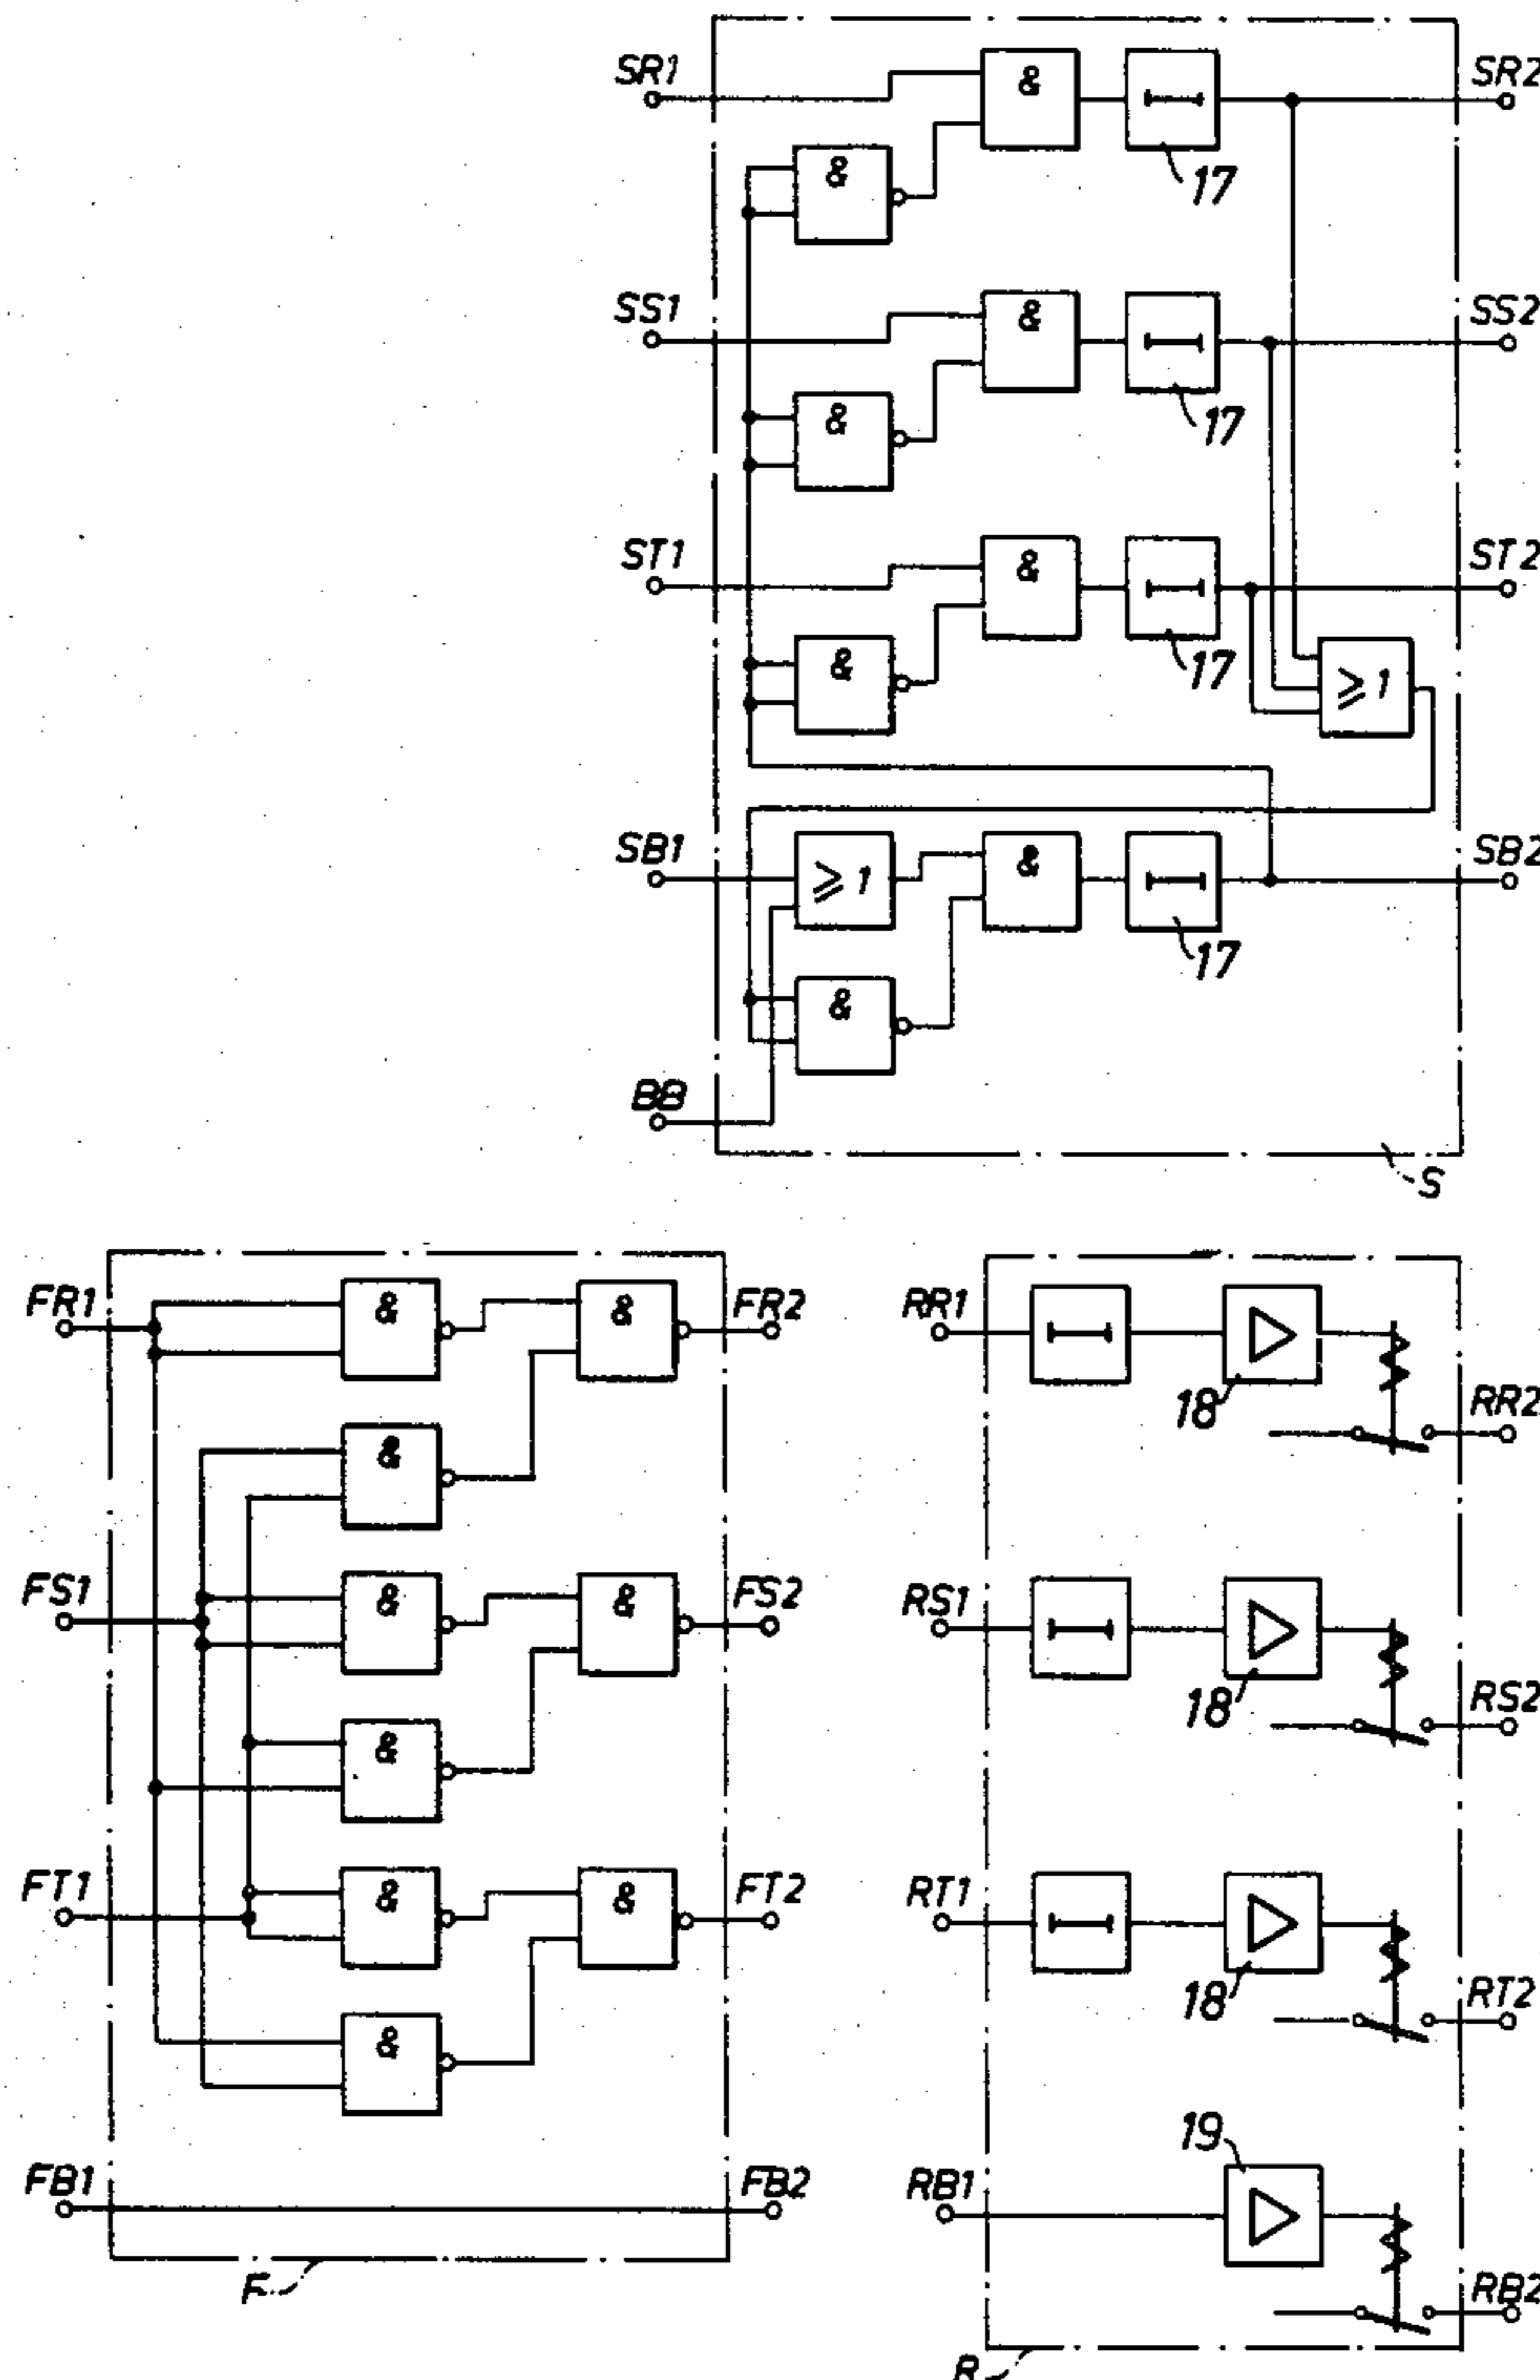 SR1 & 17 SR2
&
SS1 & 17 SS2
&
ST1 & 17 ST2
& ≥1
SB1 ≥1 & 17 SB2
&
BB
S
FR1 & & FR2
&
FS1 & & FS2
&
FT1 & & FT2
&
FB1 FB2
F
RR1 18 RR2
RS1 18 RS2
RT1 18 RT2
19
RB1 RB2
R